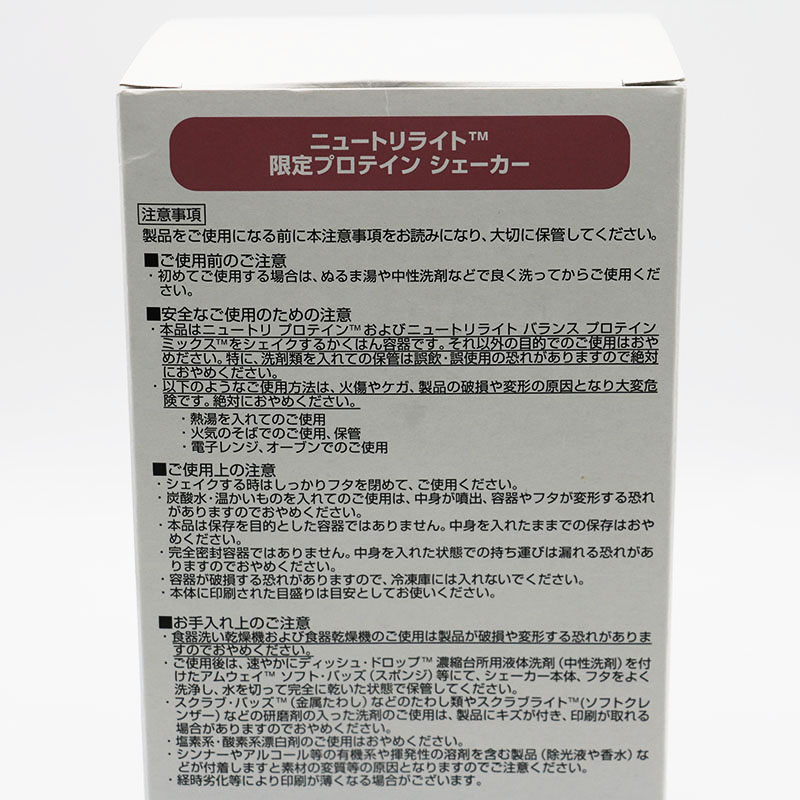 ニュートリライト™
限定プロテイン シェーカー
注意事項
製品をご使用になる前に本注意事項をお読みになり、大切に保管してください。
■ご使用前のご注意
・初めてご使用する場合は、ぬるま湯や中性洗剤などで良く洗ってからご使用くだ
さい。
■安全なご使用のための注意
・本品はニュートリ プロテイン™およびニュートリライト バランス プロテイン
ミックス™をシェイクするかくはん容器です。それ以外の目的でのご使用はおや
めださい。特に、洗剤類を入れての保管は誤飲・誤使用の恐れがありますので絶対
におやめください。
・以下のようなご使用方法は、火傷やケガ、製品の破損や変形の原因となり大変危
険です。絶対におやめください。
・熱湯を入れてのご使用
・火気のそばでのご使用、保管
・電子レンジ、オーブンでのご使用
■ご使用上の注意
・シェイクする時はしっかりフタを閉めて、ご使用ください。
・炭酸水・温かいものを入れてのご使用は、中身が噴出、容器やフタが変形する恐れ
がありますのでおやめください。
・本品は保存を目的とした容器ではありません。中身を入れたままでの保存はおや
めください。
・完全密封容器ではありません。中身を入れた状態での持ち運びは漏れる恐れがあ
りますのでおやめください。
・容器が破損する恐れがありますので、冷凍庫には入れないでください。
・本体に印刷された目盛りは目安としてお使いください。
■お手入れ上のご注意
・食器洗い乾燥機および食器乾燥機のご使用は製品が破損や変形する恐れがありま
すのでおやめください。
・ご使用後は、速やかにディッシュ・ドロップ™ 濃縮台所用液体洗剤（中性洗剤）を付
けたアムウェイ™ ソフト・バッズ（スポンジ）等にて、シェーカー本体、フタをよく
洗浄し、水を切って完全に乾いた状態で保管してください。
・スクラブ・バッズ™（金属たわし）などのたわし類やスクラブライト™（ソフトクレ
ンザー）などの研磨剤の入った洗剤のご使用は、製品にキズが付き、印刷が取れる
場合がありますのでおやめください。
・塩素系・酸素系漂白剤のご使用はおやめください。
・シンナーやアルコール等の有機系や揮発性の溶剤を含む製品（除光液や香水）な
どが付着しますと素材の変質等の原因となりますのでご注意ください。
・経時劣化等により印刷が薄くなる場合がございます。